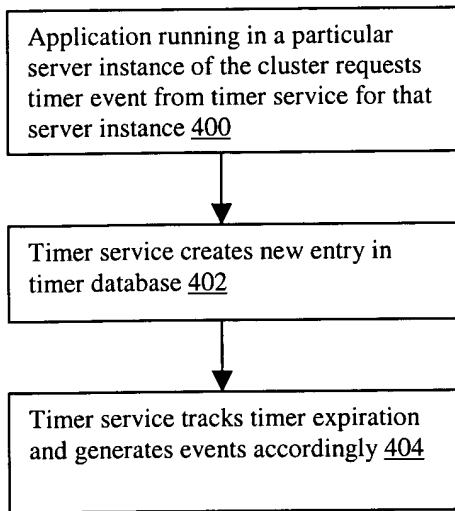 Application running in a particular
server instance of the cluster requests
timer event from timer service for that
server instance 400
Timer service creates new entry in
timer database 402
Timer service tracks timer expiration
and generates events accordingly 404